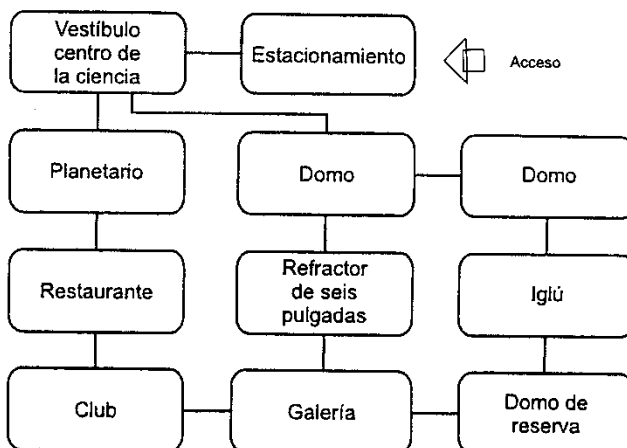 Vestíbulo
centro de
la ciencia
Estacionamiento
Acceso
Planetario
Domo
Domo
Restaurante
Refractor
de seis
pulgadas
Iglú
Club
Galería
Domo de
reserva